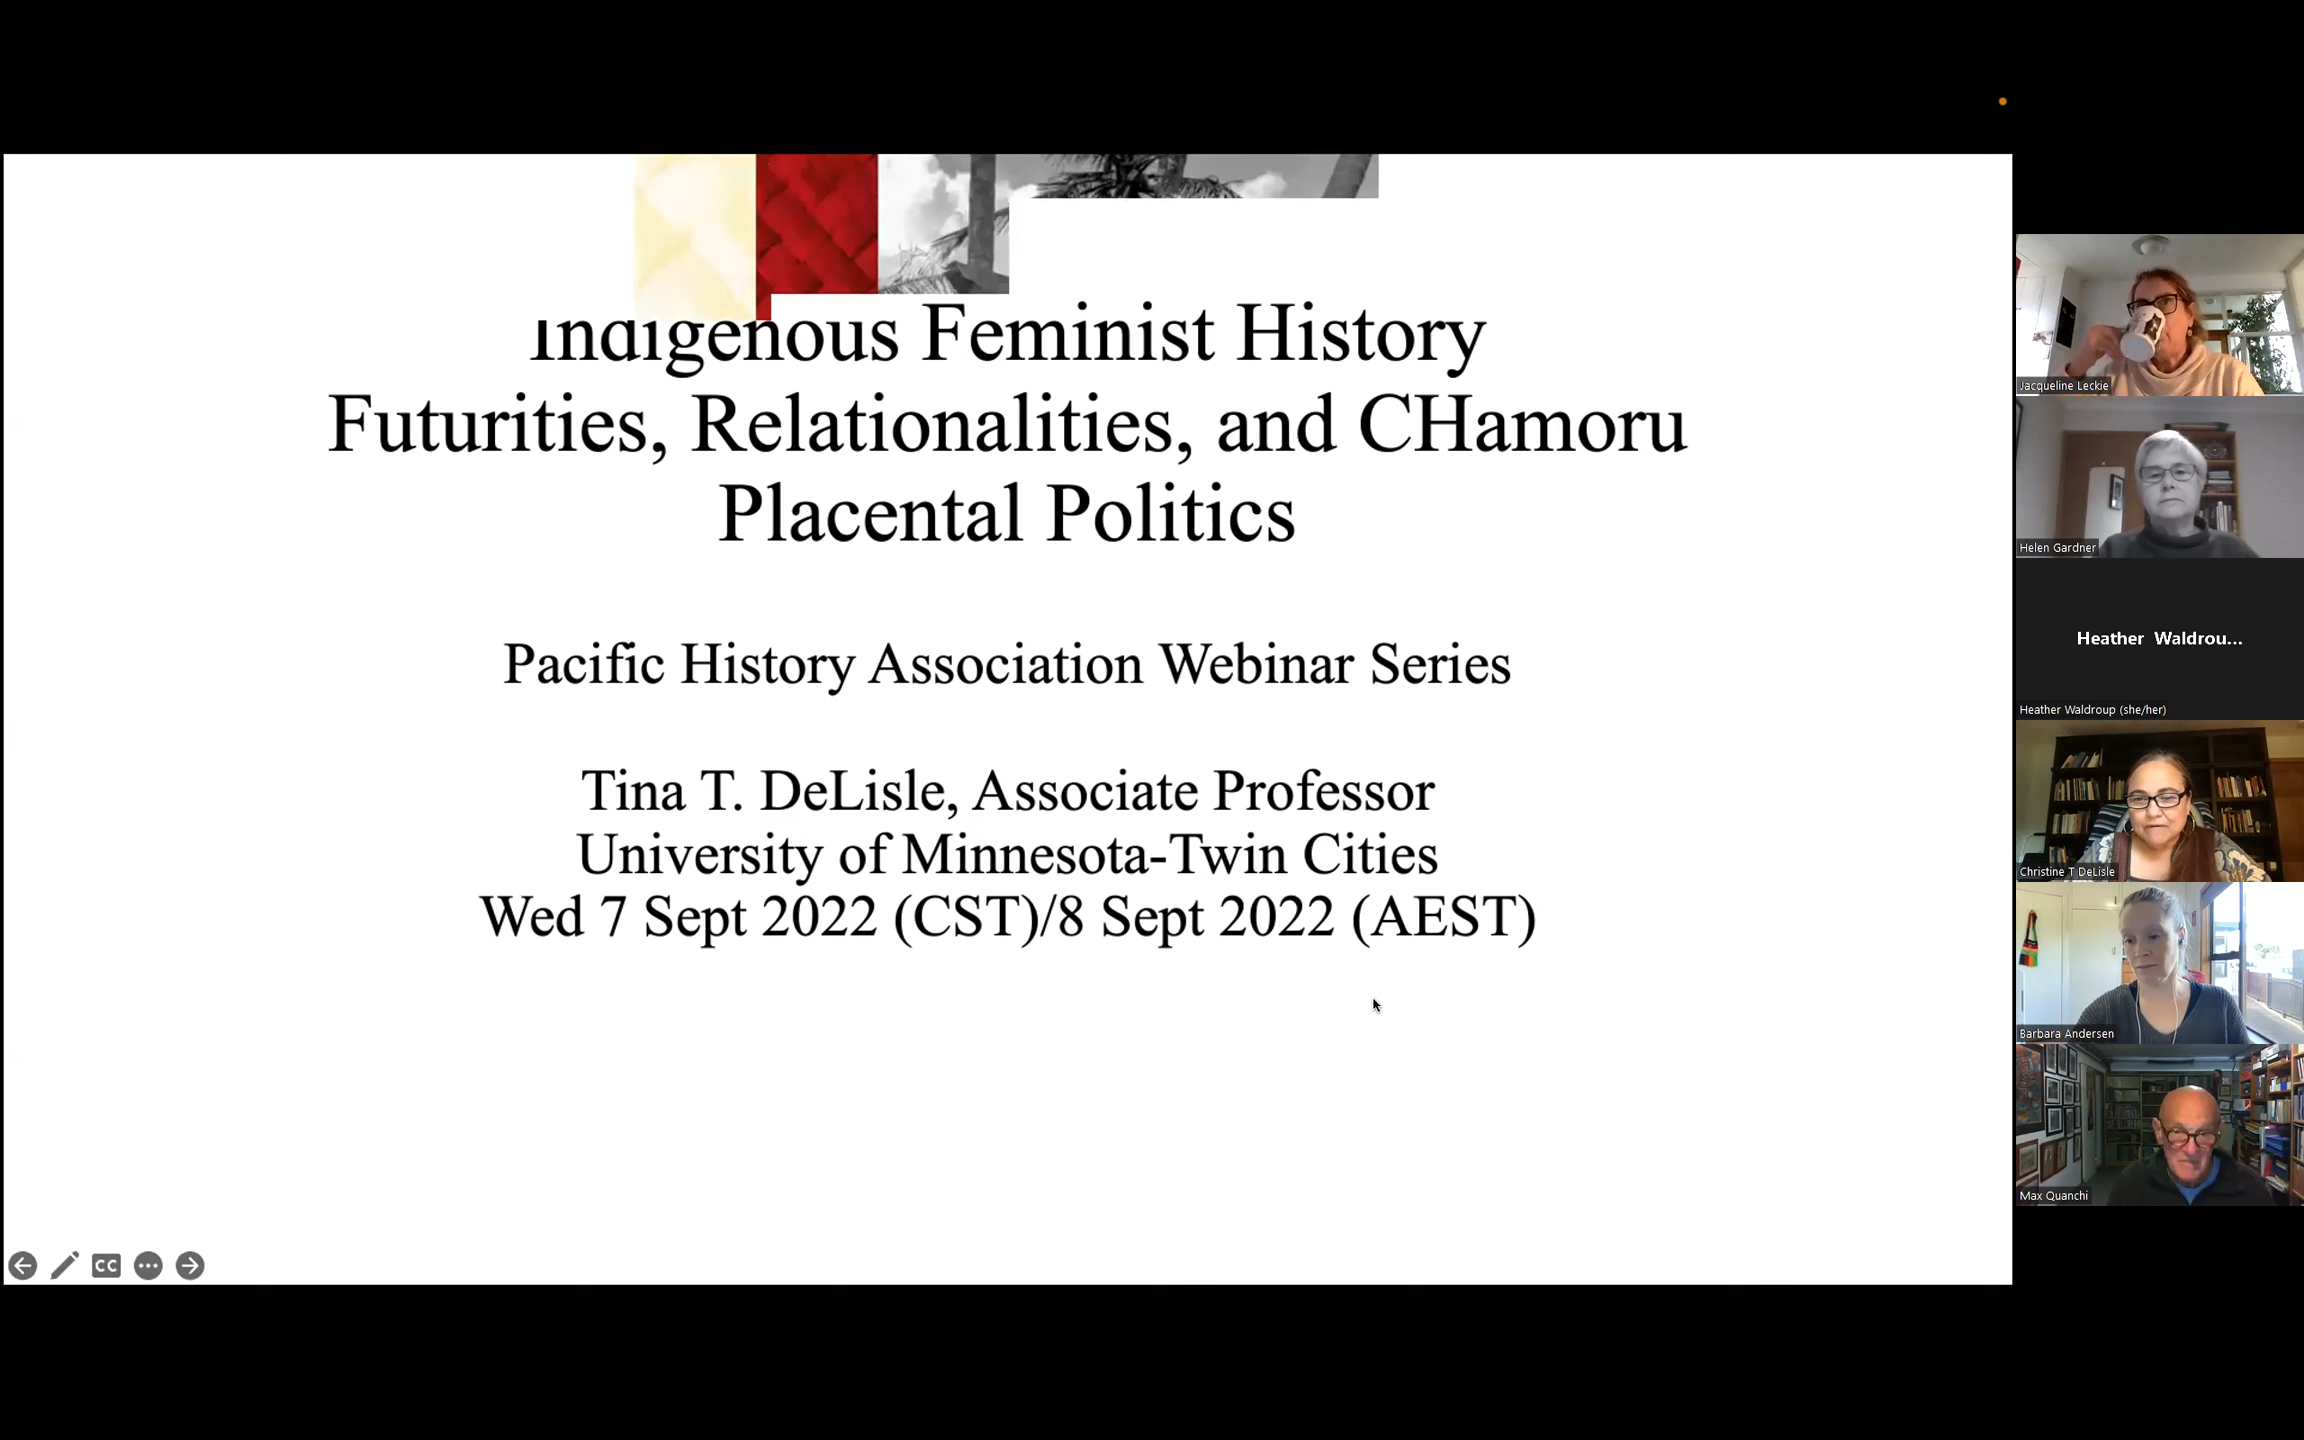 Indigenous Feminist History
Futurities, Relationalities, and CHamoru
Placental Politics
Pacific History Association Webinar Series
Tina T. DeLisle, Associate Professor
University of Minnesota-Twin Cities
Wed 7 Sept 2022 (CST)/8 Sept 2022 (AEST)
CC
Jacqueline Leckie
Helen Gardner
Heather Waldrou...
Heather Waldroup (she/her)
Christine T DeLisle
Barbara Andersen
Max Quanchi